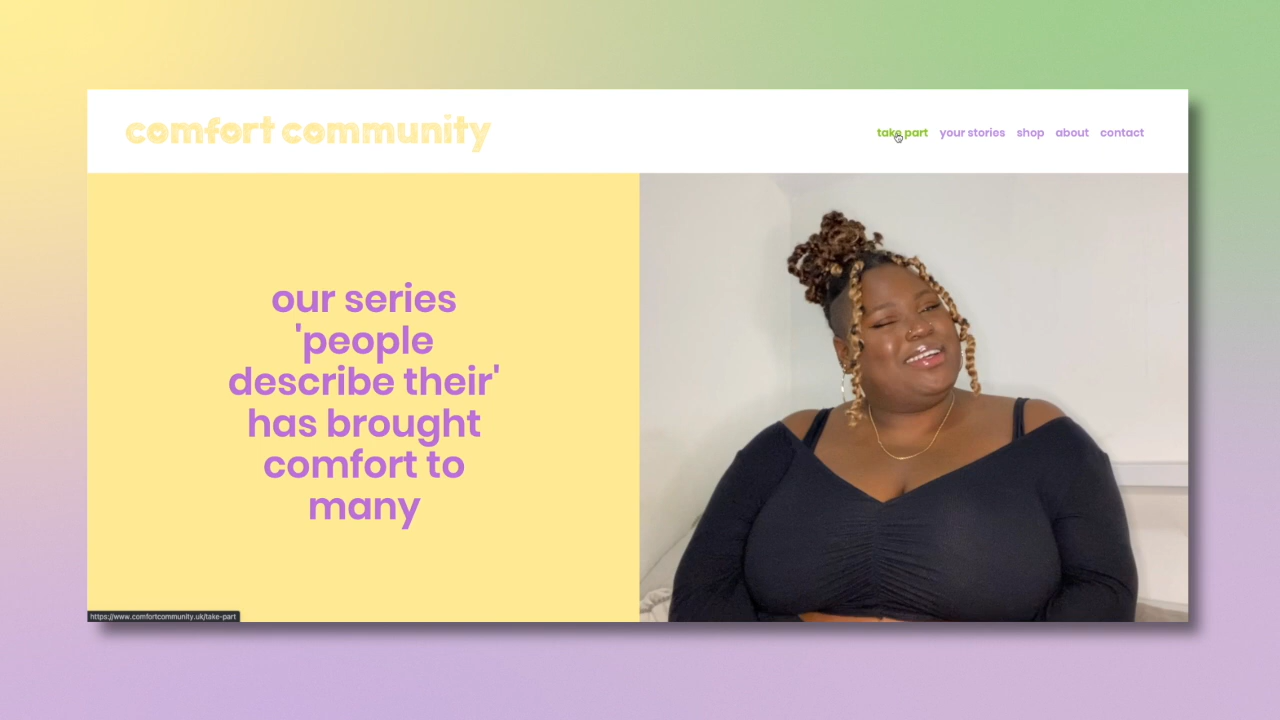 comfort community
take part your stories shop about contact
our series
'people
describe their'
has brought
comfort to
many
https://www.comfortcommunity.uk/take-part